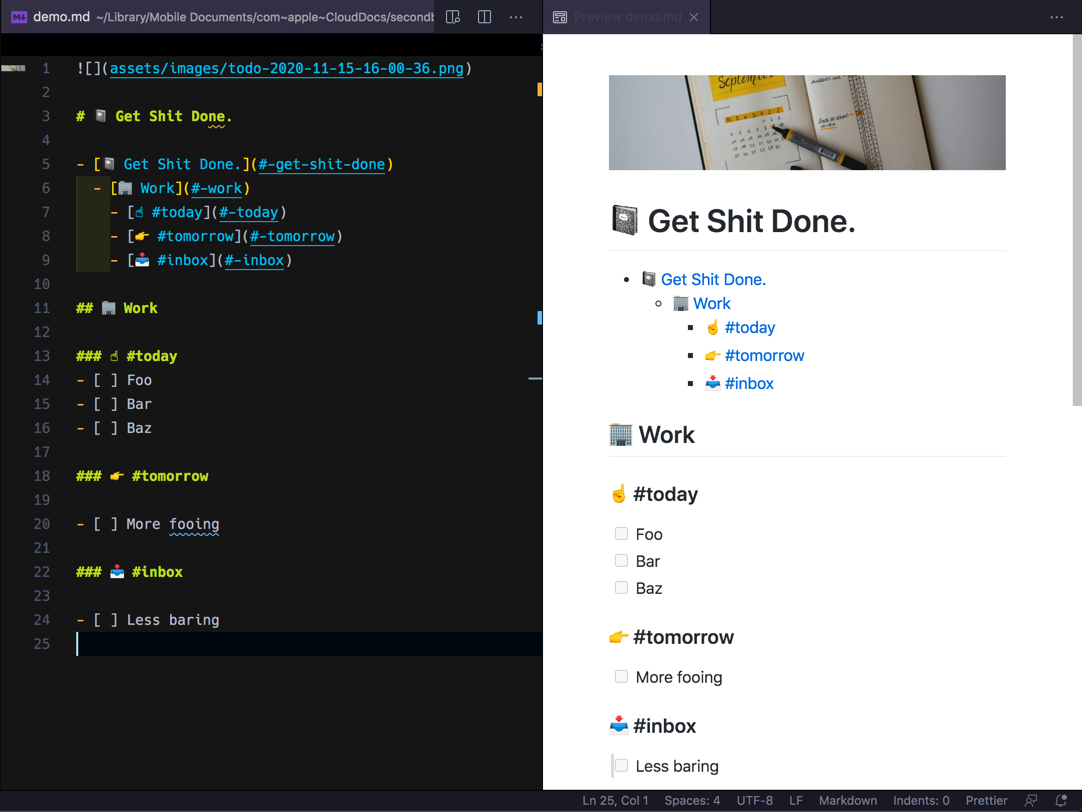 demo.md ~/Library/Mobile Documents/com~apple~CloudDocs/secondb
1 ![](assets/images/todo-2020-11-15-16-00-36.png)
2
3 # 📓 Get Shit Done.
4
5 - [📓 Get Shit Done.](#-get-shit-done)
6 - [🏢 Work](#-work)
7 - [☝ #today](#-today)
8 - [👉 #tomorrow](#-tomorrow)
9 - [📥 #inbox](#-inbox)
10
11 ## 🏢 Work
12
13 ### ☝ #today
14 - [ ] Foo
15 - [ ] Bar
16 - [ ] Baz
17
18 ### 👉 #tomorrow
19
20 - [ ] More fooing
21
22 ### 📥 #inbox
23
24 - [ ] Less baring
25
Preview demo.md
September
📓 Get Shit Done.
📓 Get Shit Done.
🏢 Work
☝ #today
👉 #tomorrow
📥 #inbox
🏢 Work
☝ #today
Foo
Bar
Baz
👉 #tomorrow
More fooing
📥 #inbox
Less baring
Ln 25, Col 1 Spaces: 4 UTF-8 LF Markdown Indents: 0 Prettier